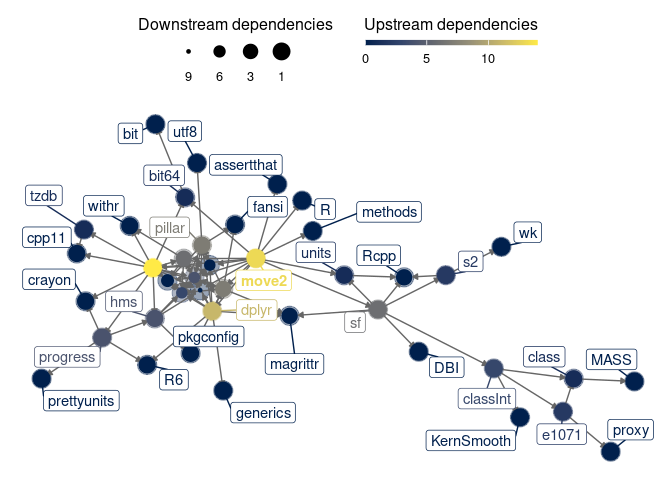 Downstream dependencies
Upstream dependencies
9 6 3 1
0 5 10
bit
utf8
assertthat
bit64
tzdb
withr
fansi
R
methods
pillar
cpp11
wk
units
Rcpp
s2
crayon
move2
hms
dplyr
sf
pkgconfig
progress
magrittr
DBI
class
MASS
R6
prettyunits
classInt
generics
KernSmooth
e1071
proxy